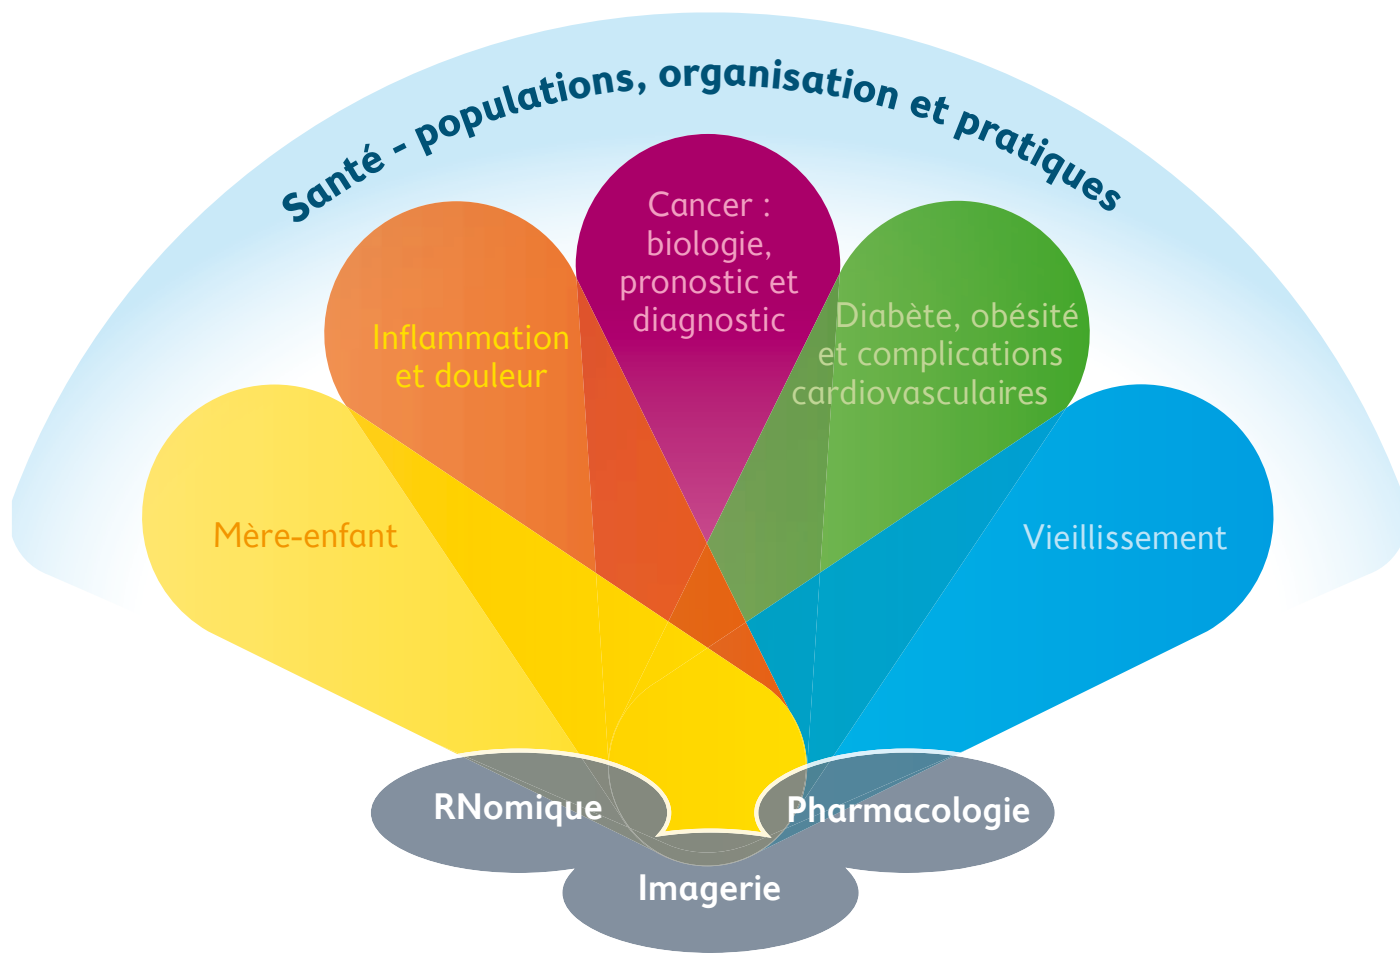 Santé - populations, organisation et pratiques
Cancer :
biologie,
pronostic et
diagnostic
Inflammation
et douleur
Diabète, obésité
et complications
cardiovasculaires
Mère-enfant
Vieillissement
RNomique
Pharmacologie
Imagerie